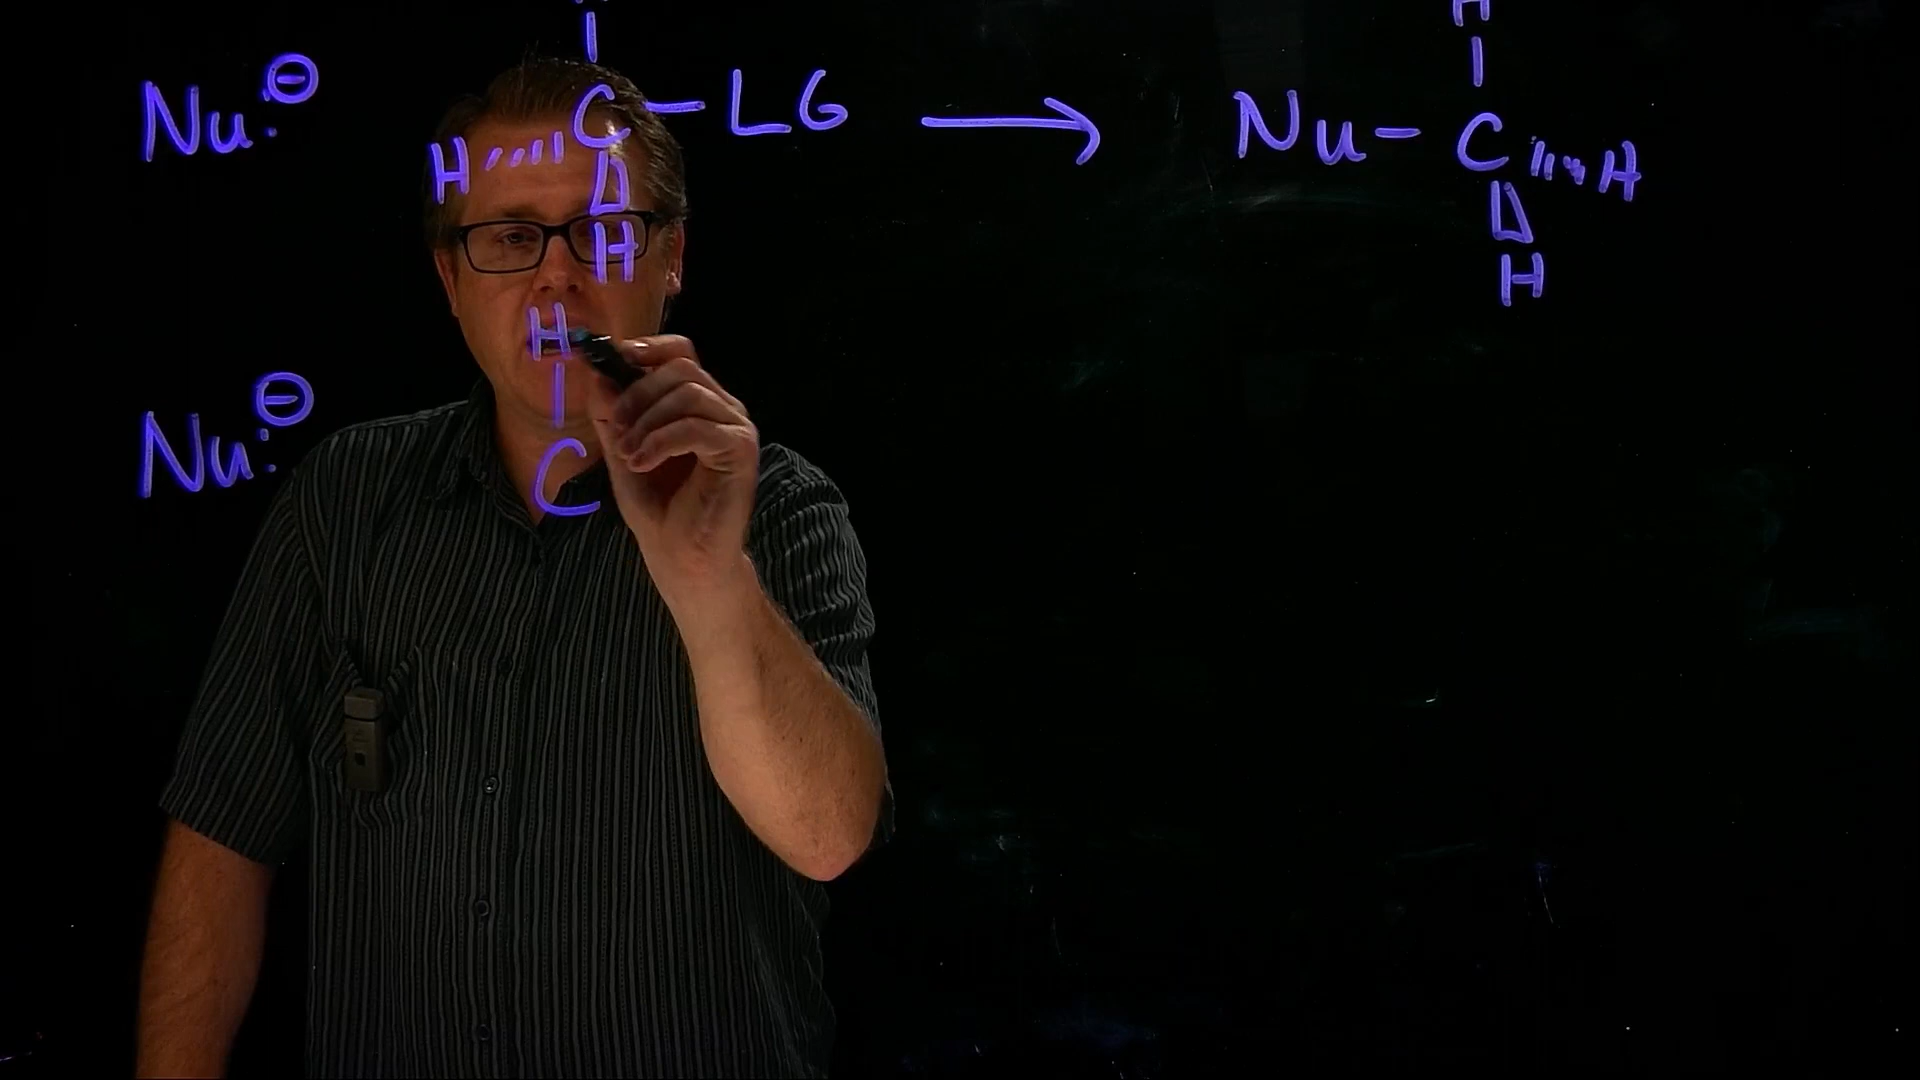 H
Nu:⊖ C-LG → Nu-C
H H
H H
H
Nu:⊖ C